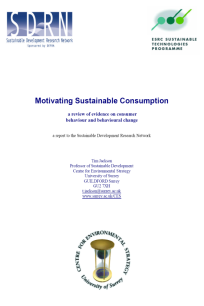 SDRN
Sustainable Development Research Network
sponsored by DEFRA
ESRC SUSTAINABLE
TECHNOLOGIES
PROGRAMME
Motivating Sustainable Consumption
a review of evidence on consumer
behaviour and behavioural change
a report to the Sustainable Development Research Network
Tim Jackson
Professor of Sustainable Development
Centre for Environmental Strategy
University of Surrey
GUILDFORD Surrey
GU2 7XH
t.jackson@surrey.ac.uk
www.surrey.ac.uk/CES
CENTRE FOR ENVIRONMENTAL STRATEGY
University of Surrey